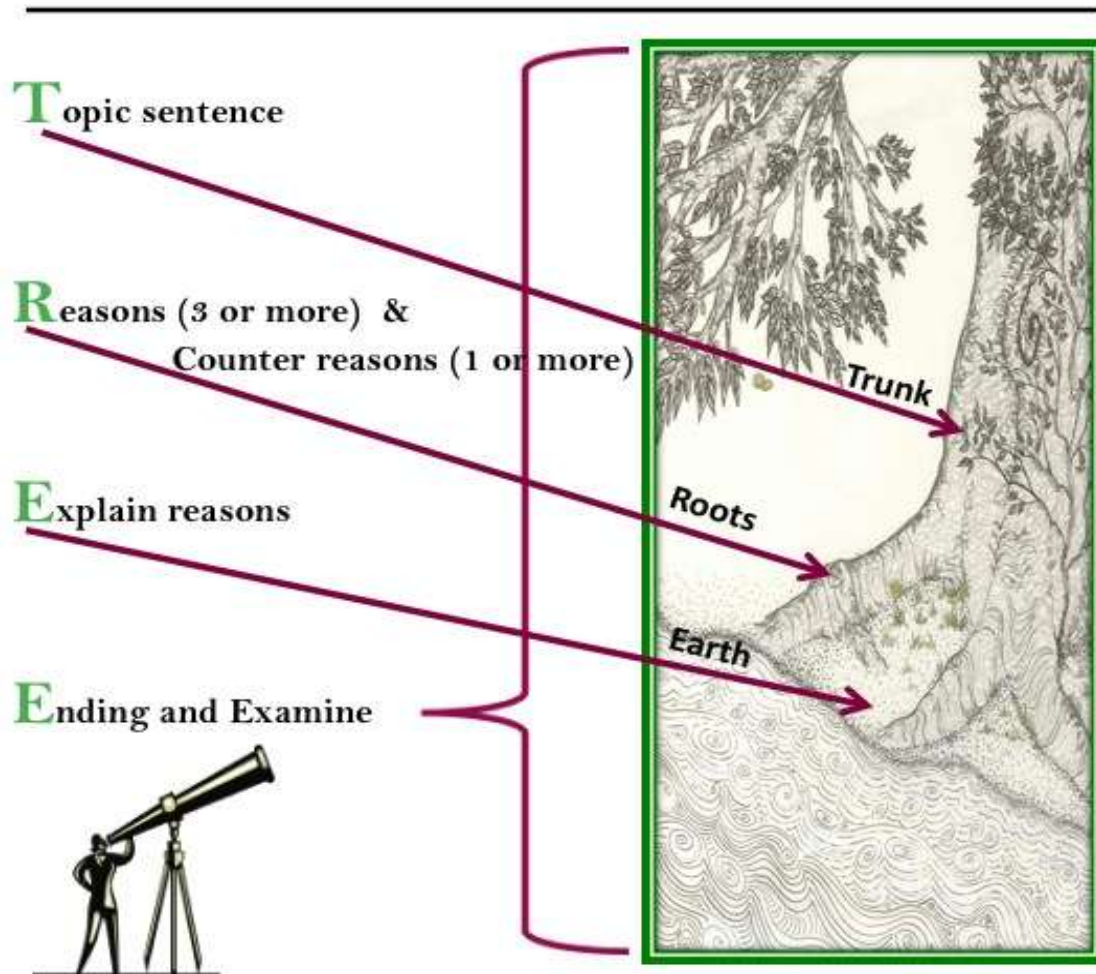 Topic sentence
Reasons (3 or more) &
Counter reasons (1 or more)
Explain reasons
Ending and Examine
Trunk
Roots
Earth